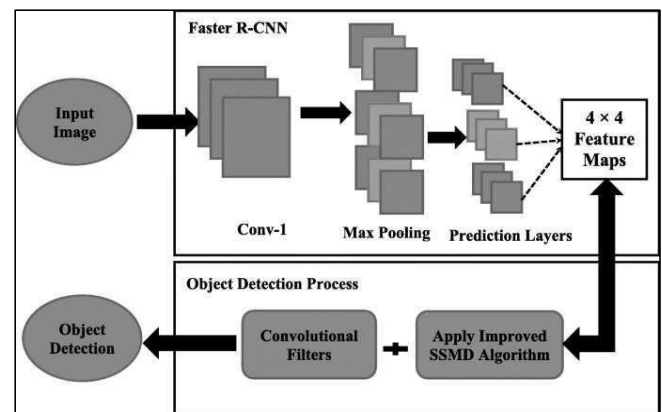 Faster R-CNN
Input
Image
4 × 4
Feature
Maps
Conv-1
Max Pooling
Prediction Layers
Object Detection Process
Object
Detection
Convolutional
Filters
+
Apply Improved
SSMD Algorithm